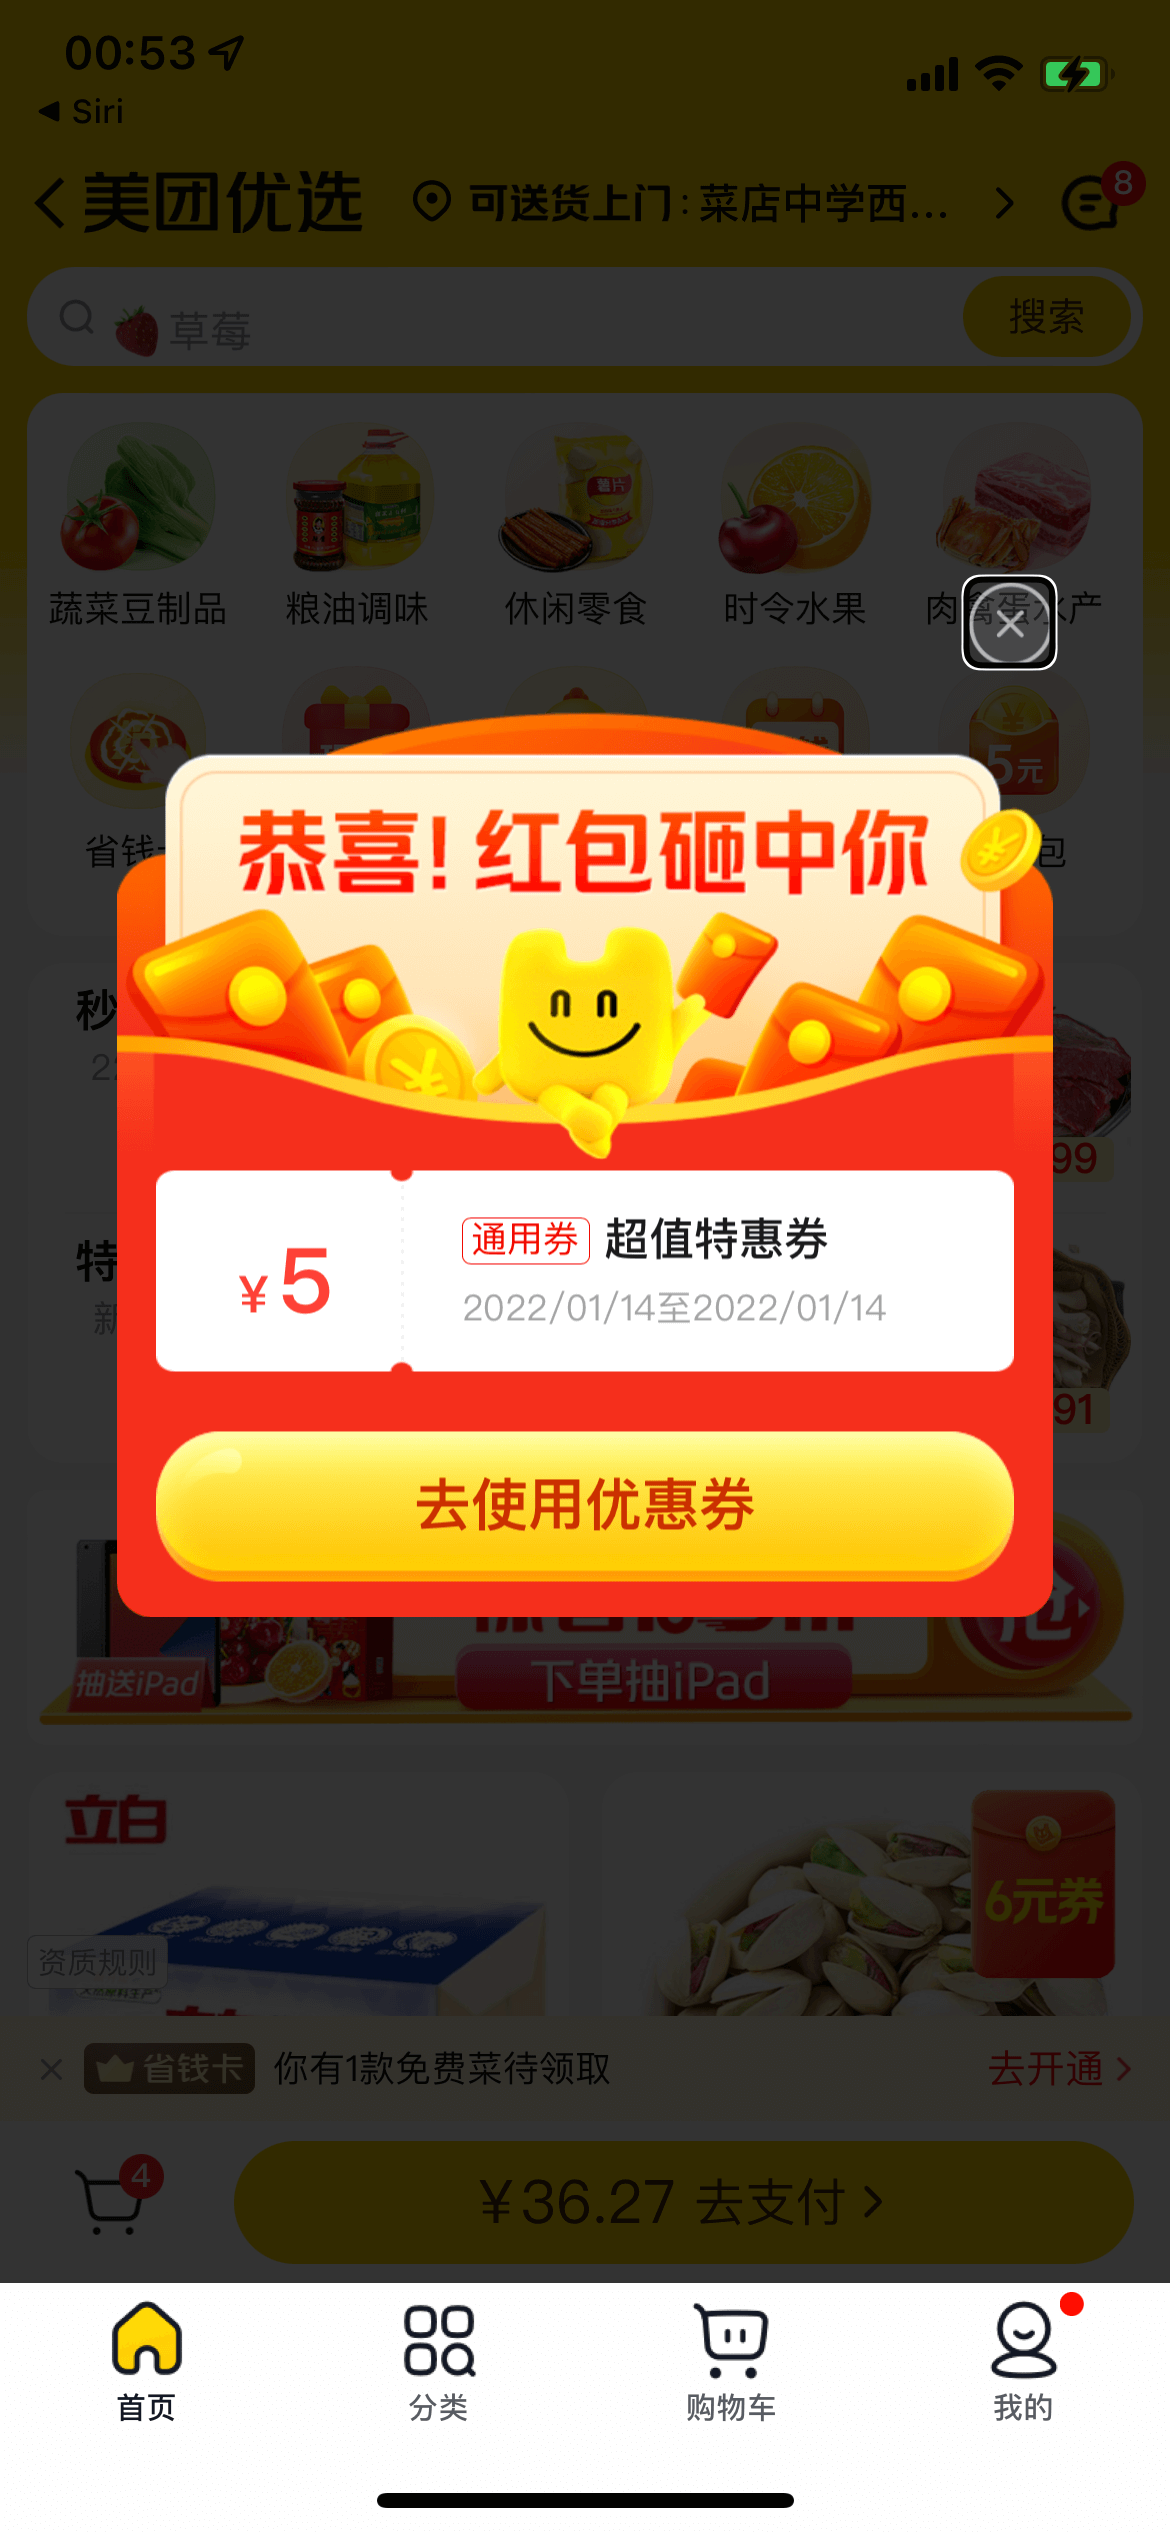 00:53
◀ Siri
美团优选
可送货上门:菜店中学西...
8
草莓
搜索
薯片
蔬菜豆制品
粮油调味
休闲零食
时令水果
肉禽蛋水产
5元
省钱
包
恭喜!红包砸中你
秒
99
¥5
通用券 超值特惠券
2022/01/14至2022/01/14
特
新
91
去使用优惠券
抽送iPad
下单抽iPad
抢
立白
6元券
资质规则
省钱卡
你有1款免费菜待领取
去开通
4
¥36.27 去支付
首页
分类
购物车
我的